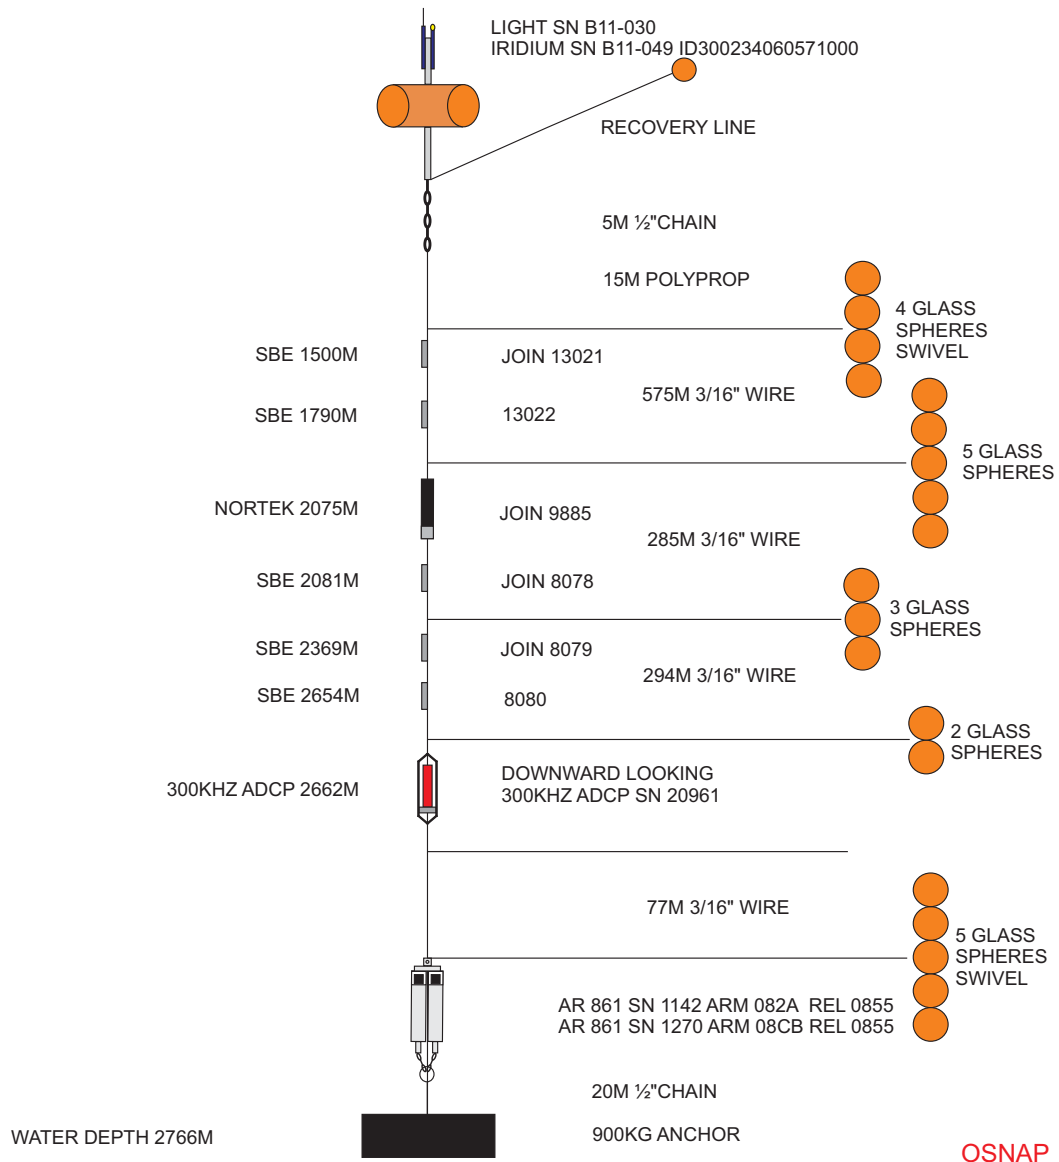 LIGHT SN B11-030
IRIDIUM SN B11-049 ID300234060571000
RECOVERY LINE
5M ½"CHAIN
15M POLYPROP
4 GLASS
SPHERES
SWIVEL
SBE 1500M
JOIN 13021
575M 3/16" WIRE
SBE 1790M
13022
5 GLASS
SPHERES
NORTEK 2075M
JOIN 9885
285M 3/16" WIRE
SBE 2081M
JOIN 8078
3 GLASS
SPHERES
SBE 2369M
JOIN 8079
294M 3/16" WIRE
SBE 2654M
8080
2 GLASS
SPHERES
300KHZ ADCP 2662M
DOWNWARD LOOKING
300KHZ ADCP SN 20961
77M 3/16" WIRE
5 GLASS
SPHERES
SWIVEL
AR 861 SN 1142 ARM 082A  REL 0855
AR 861 SN 1270 ARM 08CB REL 0855
20M ½"CHAIN
WATER DEPTH 2766M
900KG ANCHOR
OSNAP